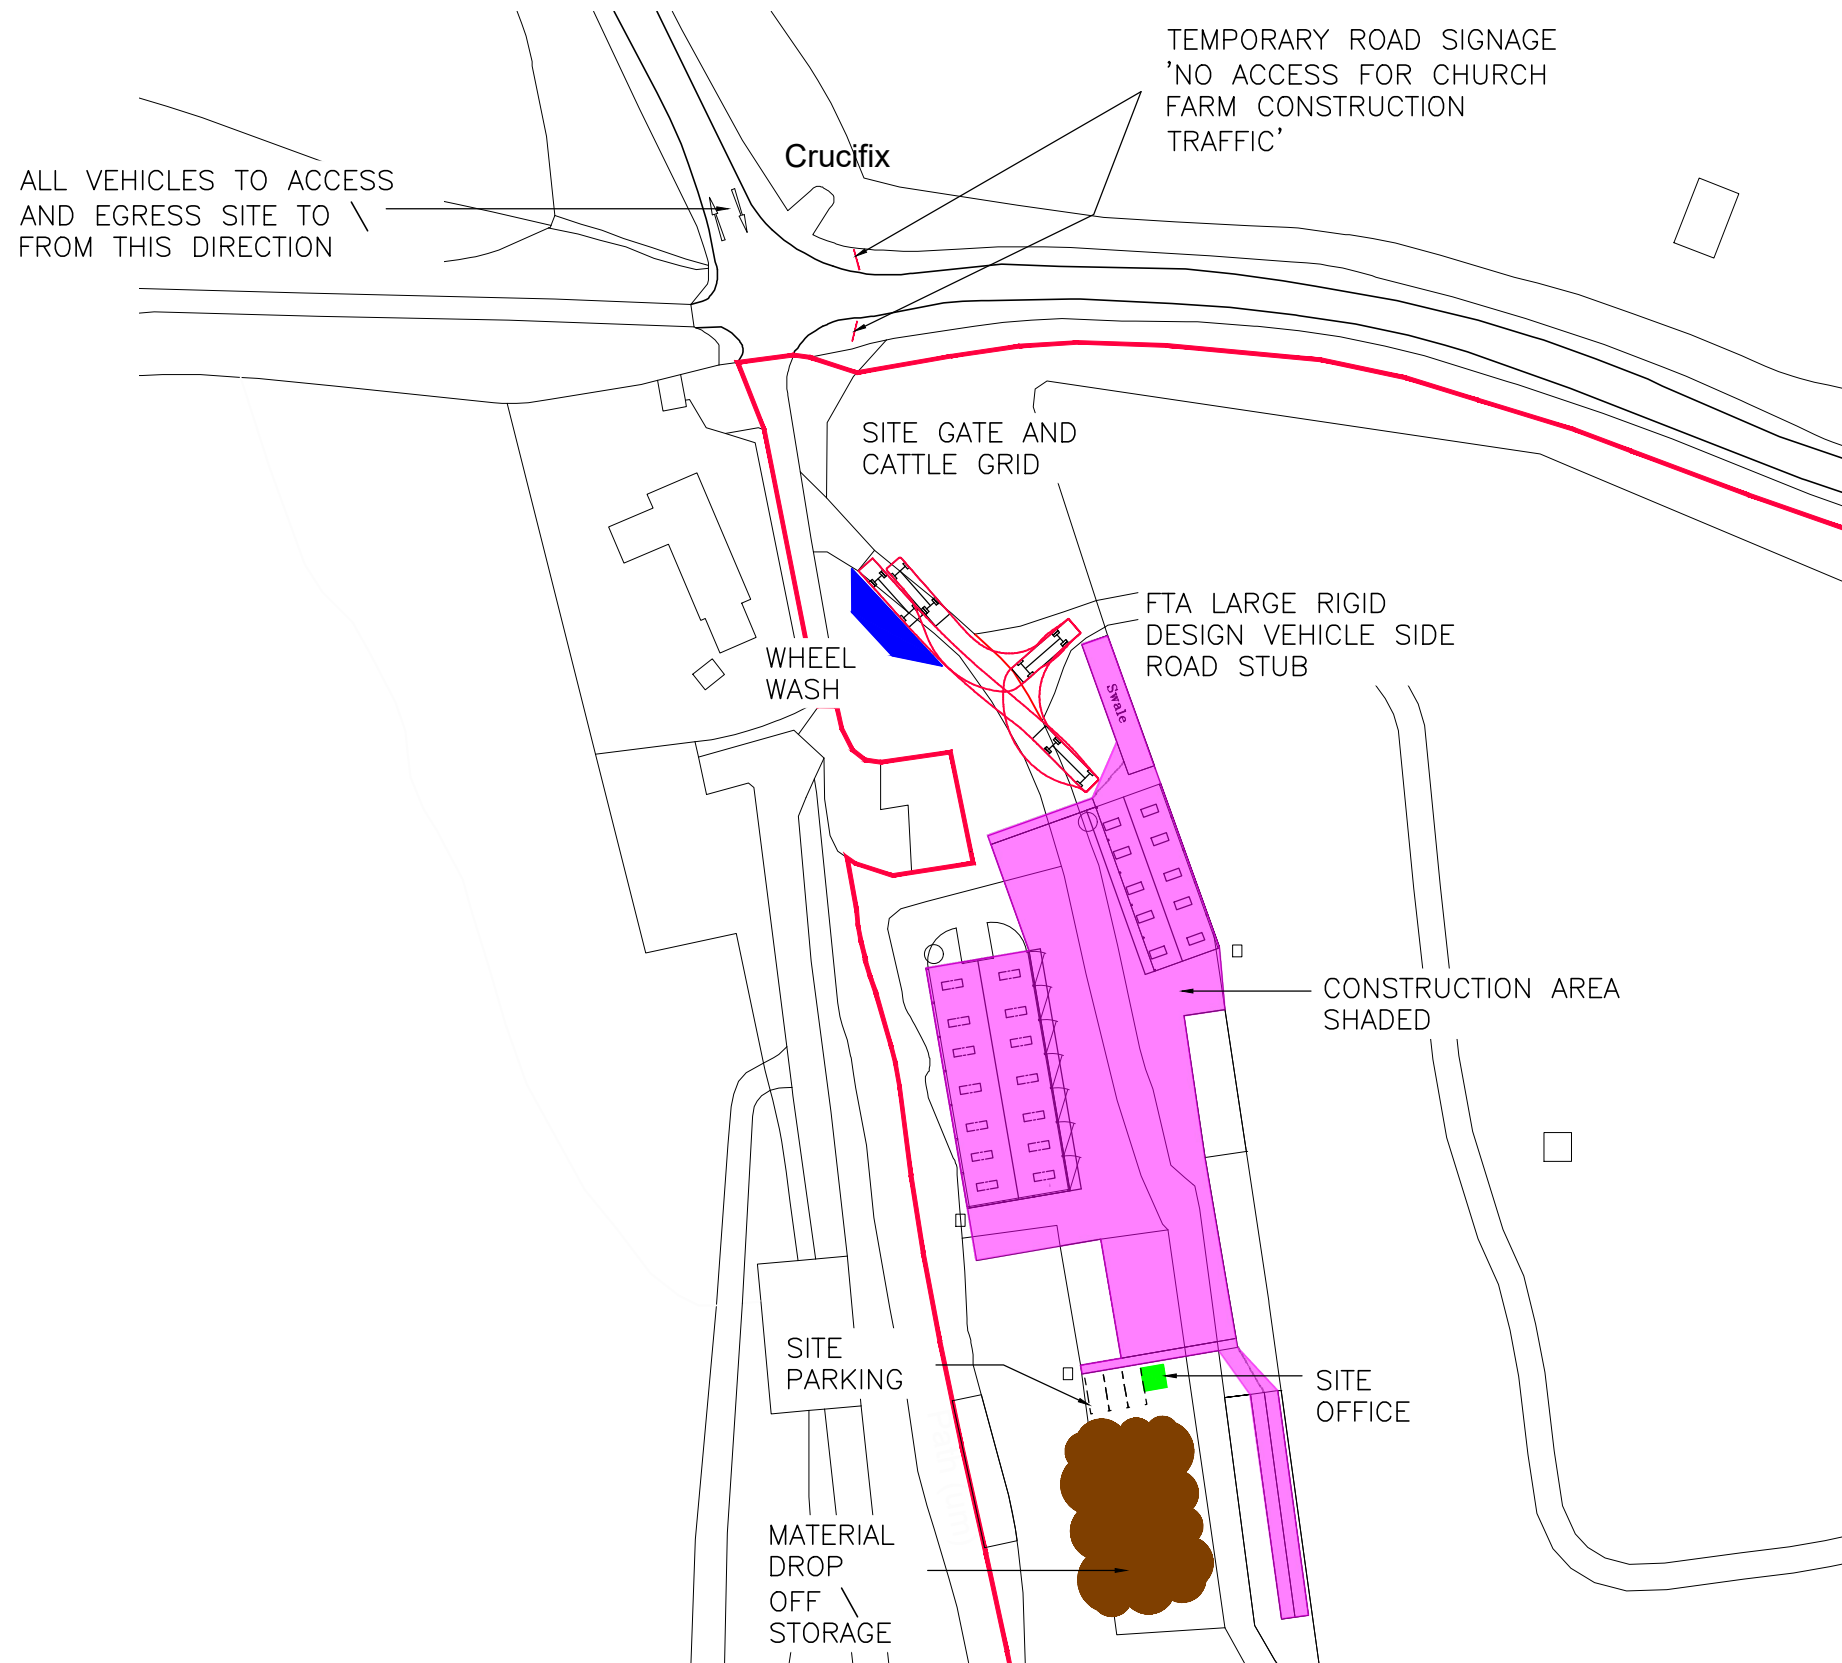 TEMPORARY ROAD SIGNAGE
'NO ACCESS FOR CHURCH
FARM CONSTRUCTION
TRAFFIC'
Crucifix
ALL VEHICLES TO ACCESS
AND EGRESS SITE TO \
FROM THIS DIRECTION
SITE GATE AND
CATTLE GRID
FTA LARGE RIGID
DESIGN VEHICLE SIDE
ROAD STUB
WHEEL
WASH
Swale
CONSTRUCTION AREA
SHADED
SITE
PARKING
SITE
OFFICE
MATERIAL
DROP
OFF \
STORAGE